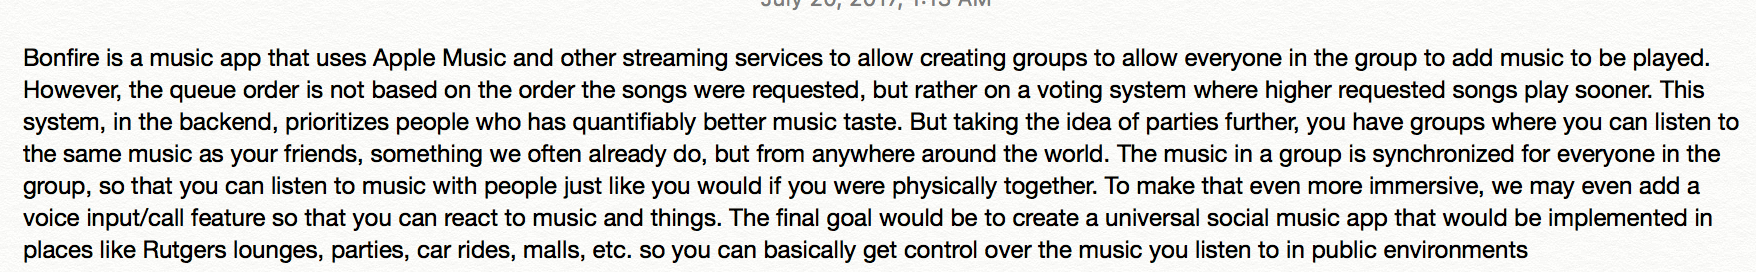 July 20, 2017, 1:13 AM
Bonfire is a music app that uses Apple Music and other streaming services to allow creating groups to allow everyone in the group to add music to be played.
However, the queue order is not based on the order the songs were requested, but rather on a voting system where higher requested songs play sooner. This
system, in the backend, prioritizes people who has quantifiably better music taste. But taking the idea of parties further, you have groups where you can listen to
the same music as your friends, something we often already do, but from anywhere around the world. The music in a group is synchronized for everyone in the
group, so that you can listen to music with people just like you would if you were physically together. To make that even more immersive, we may even add a
voice input/call feature so that you can react to music and things. The final goal would be to create a universal social music app that would be implemented in
places like Rutgers lounges, parties, car rides, malls, etc. so you can basically get control over the music you listen to in public environments